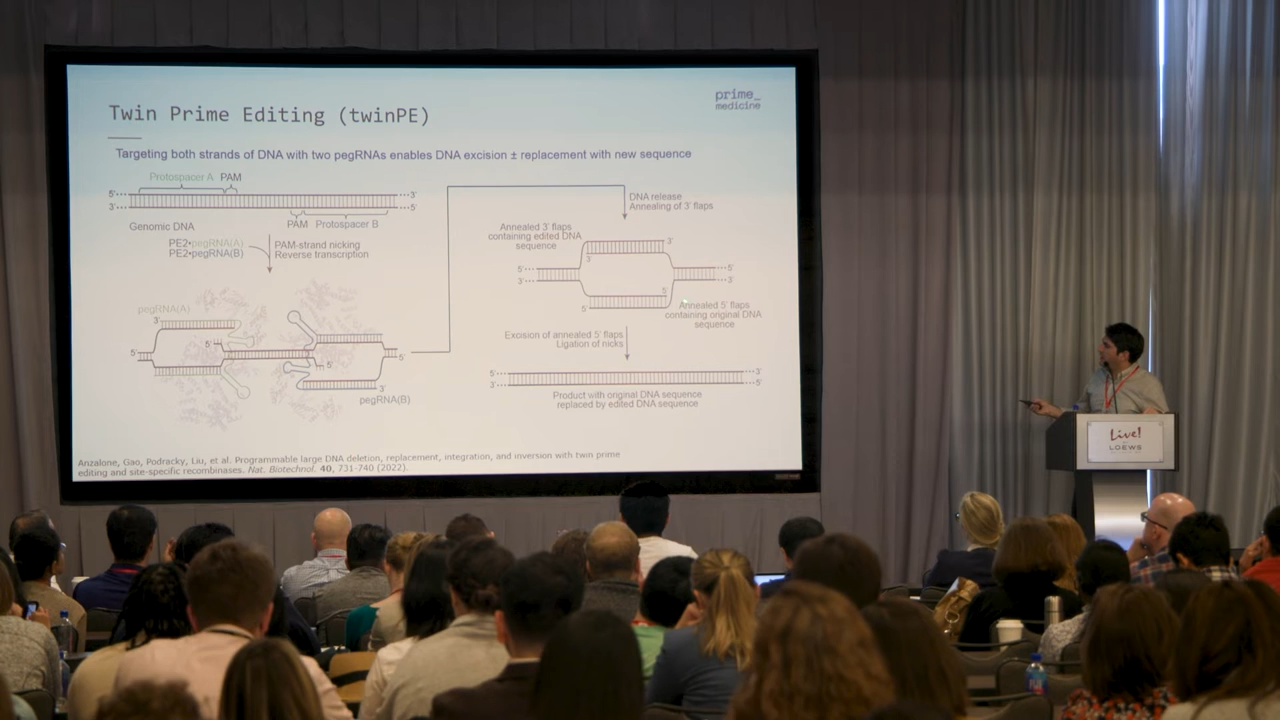 prime_
medicine
Twin Prime Editing (twinPE)
Targeting both strands of DNA with two pegRNAs enables DNA excision ± replacement with new sequence
Protospacer A PAM
5' 3'
3' 5'
Genomic DNA
PAM Protospacer B
PE2•pegRNA(A)
PE2•pegRNA(B)
PAM-strand nicking
Reverse transcription
pegRNA(A)
3'
5'
5'
5'
5'
3'
pegRNA(B)
DNA release
Annealing of 3' flaps
Annealed 3' flaps
containing edited DNA
sequence
3'
3'
5' 5'
3' 3'
5'
5'
Annealed 5' flaps
containing original DNA
sequence
Excision of annealed 5' flaps
Ligation of nicks
5' 3'
3' 5'
Product with original DNA sequence
replaced by edited DNA sequence
Anzalone, Gao, Podracky, Liu, et al. Programmable large DNA deletion, replacement, integration, and inversion with twin prime
editing and site-specific recombinases. Nat. Biotechnol. 40, 731-740 (2022).
Live!
LOEWS